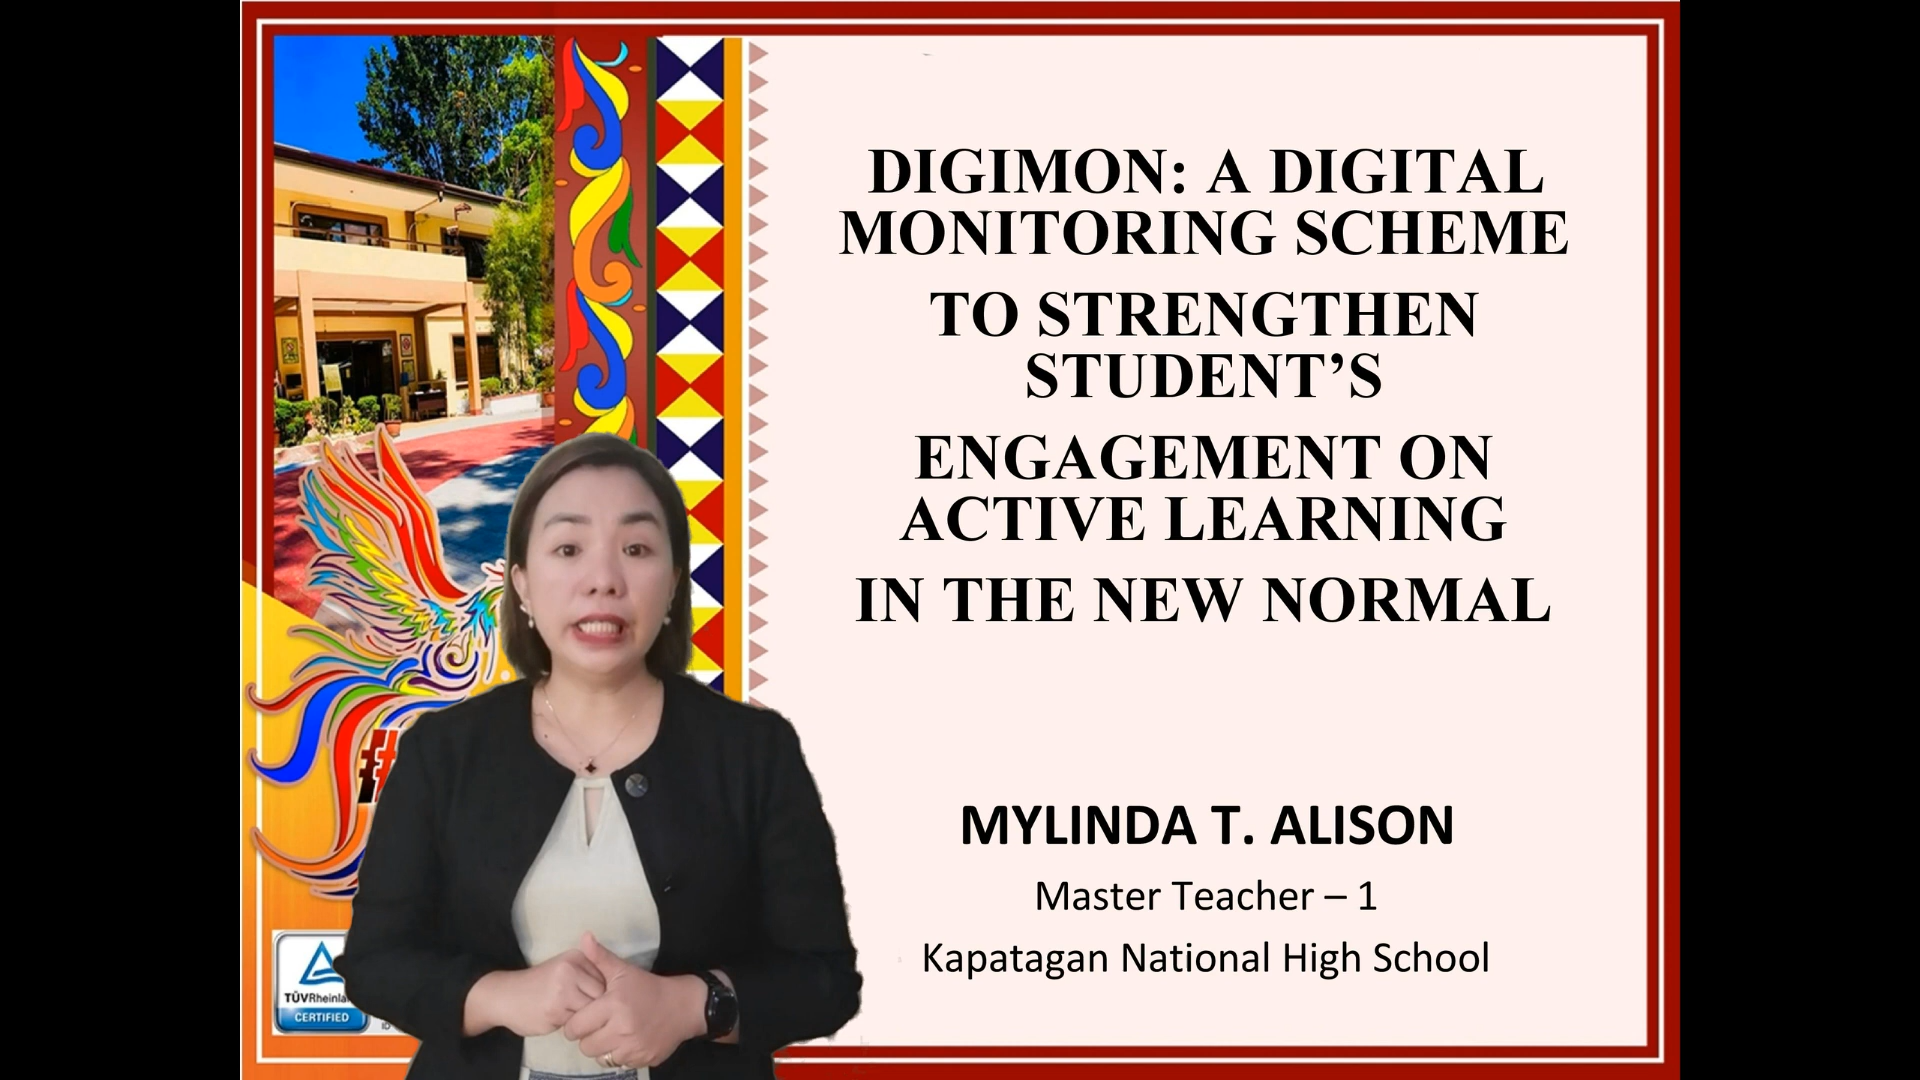 DIGIMON: A DIGITAL
MONITORING SCHEME
TO STRENGTHEN
STUDENT’S
ENGAGEMENT ON
ACTIVE LEARNING
IN THE NEW NORMAL
MYLINDA T. ALISON
Master Teacher – 1
Kapatagan National High School
CERTIFIED
ID